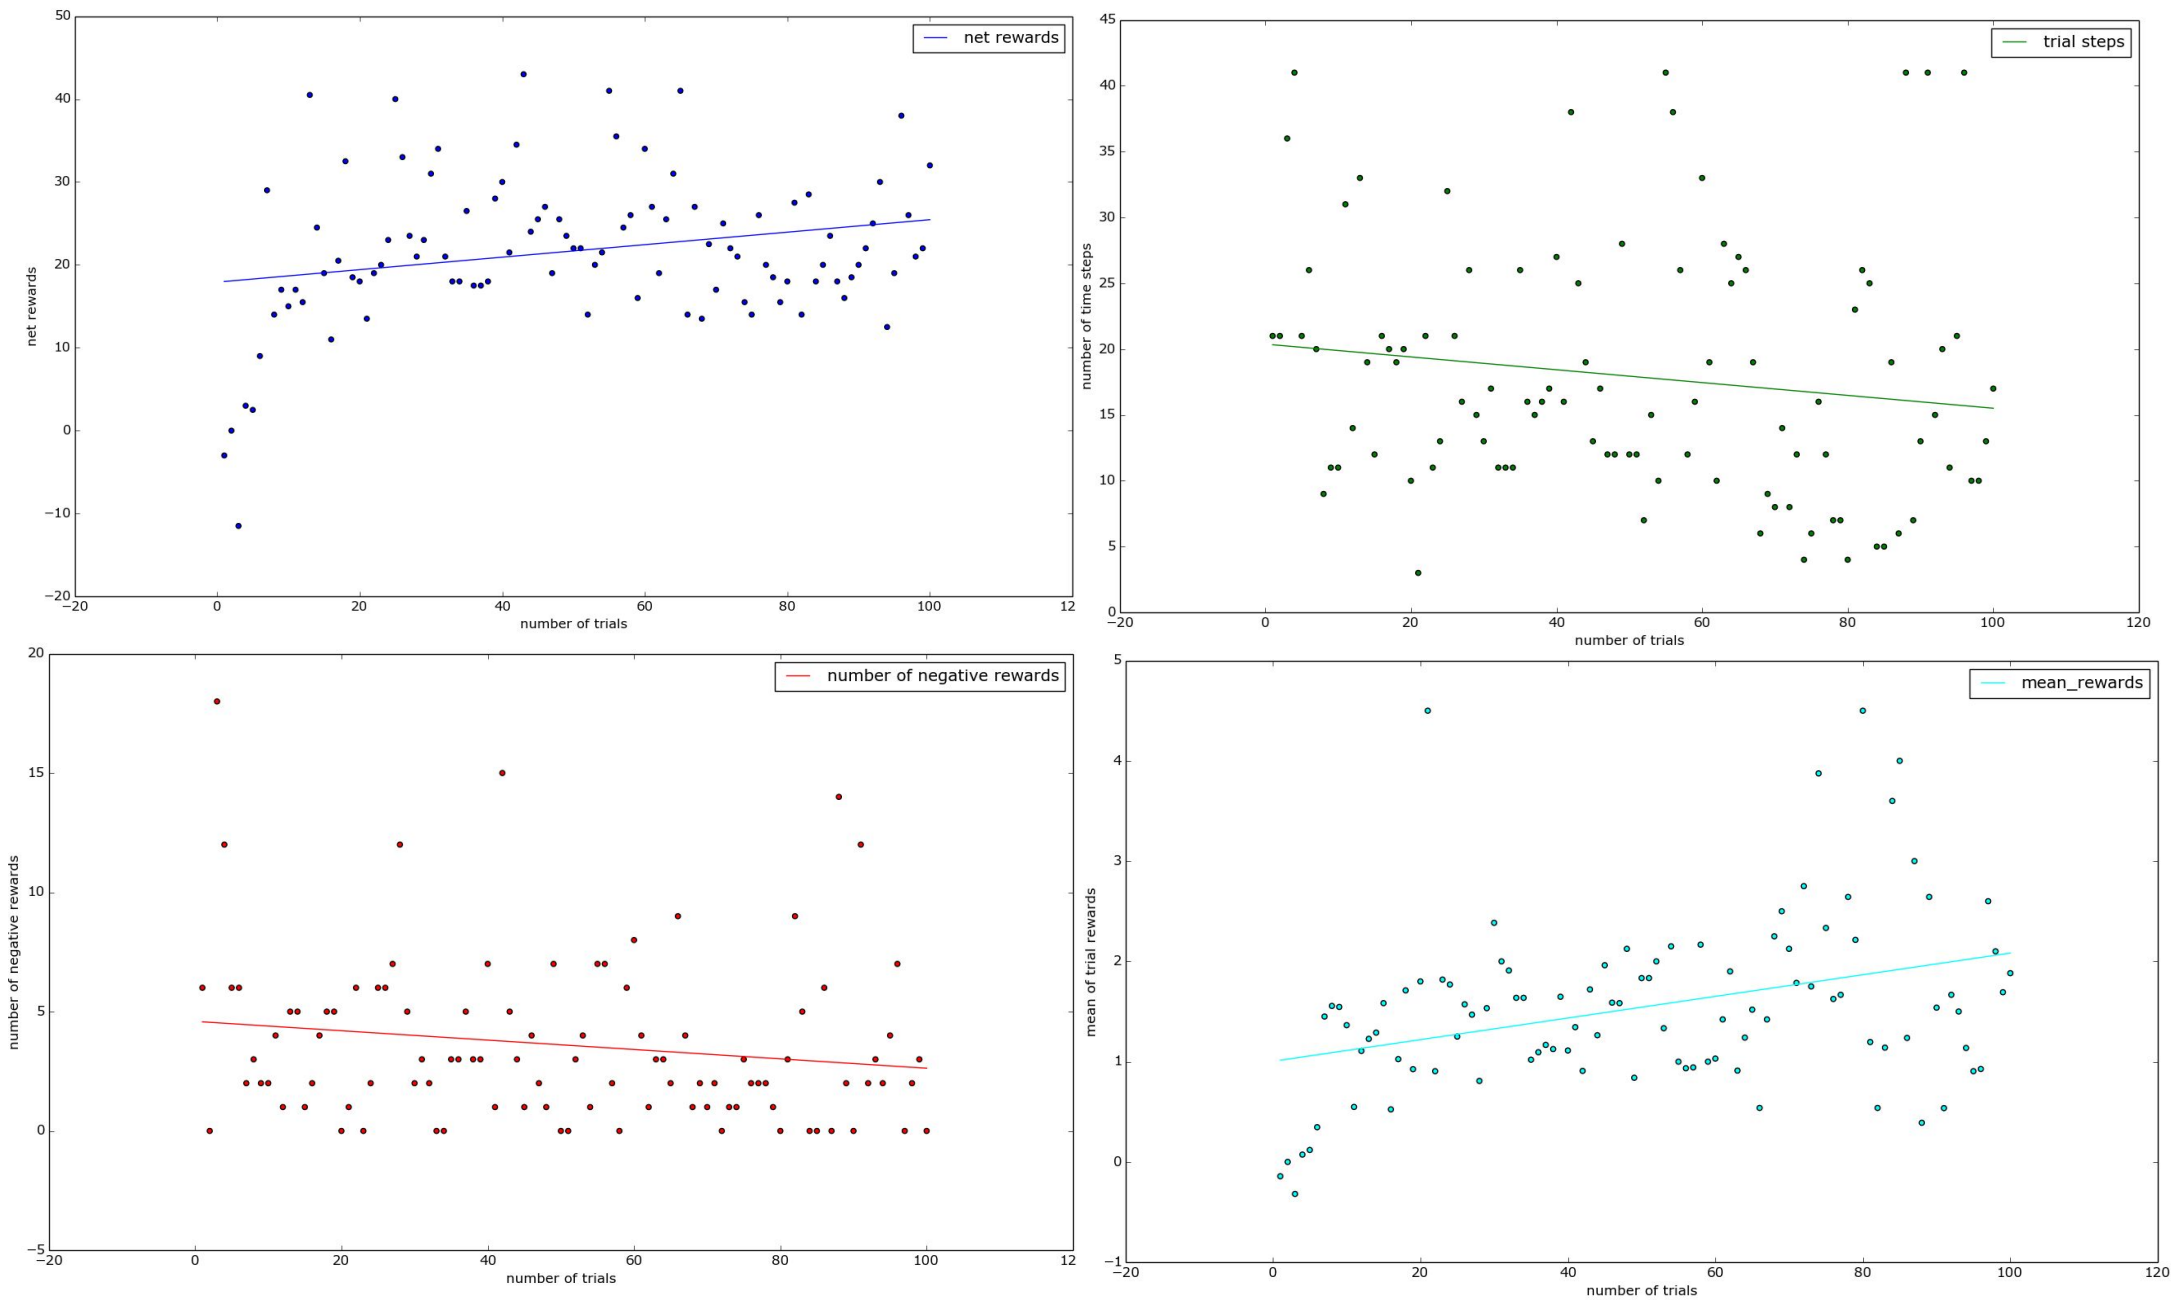 50
net rewards
40
30
20
10
0
−10
−20
−20 0 20 40 60 80 100 12
net rewards
number of trials
45
trial steps
40
35
30
25
20
15
10
5
0
−20 0 20 40 60 80 100 120
number of time steps
number of trials
20
number of negative rewards
15
10
5
0
−5
−20 0 20 40 60 80 100 12
number of negative rewards
number of trials
5
mean_rewards
4
3
2
1
0
−1
−20 0 20 40 60 80 100 120
mean of trial rewards
number of trials